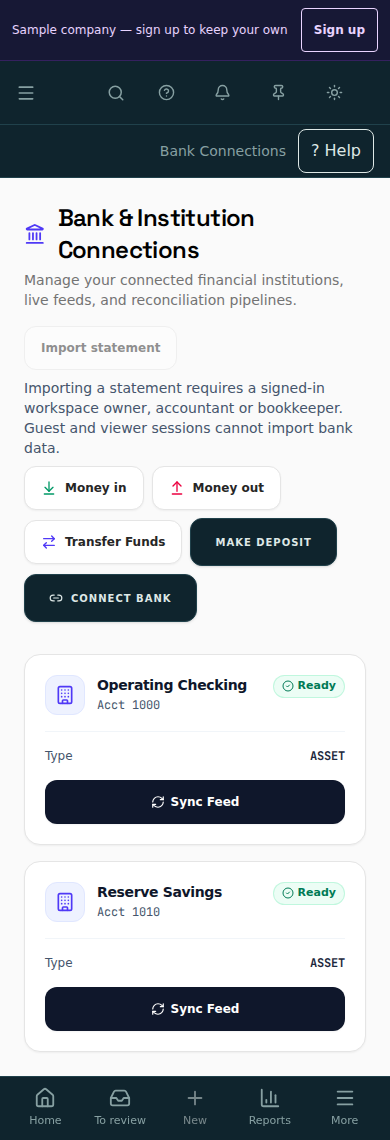 Sample company — sign up to keep your own
Sign up
Bank Connections
? Help
Bank & Institution
Connections
Manage your connected financial institutions,
live feeds, and reconciliation pipelines.
Import statement
Importing a statement requires a signed-in
workspace owner, accountant or bookkeeper.
Guest and viewer sessions cannot import bank
data.
Money in
Money out
Transfer Funds
MAKE DEPOSIT
CONNECT BANK
Operating Checking
Ready
Acct 1000
Type
ASSET
Sync Feed
Reserve Savings
Ready
Acct 1010
Type
ASSET
Sync Feed
Home
To review
New
Reports
More